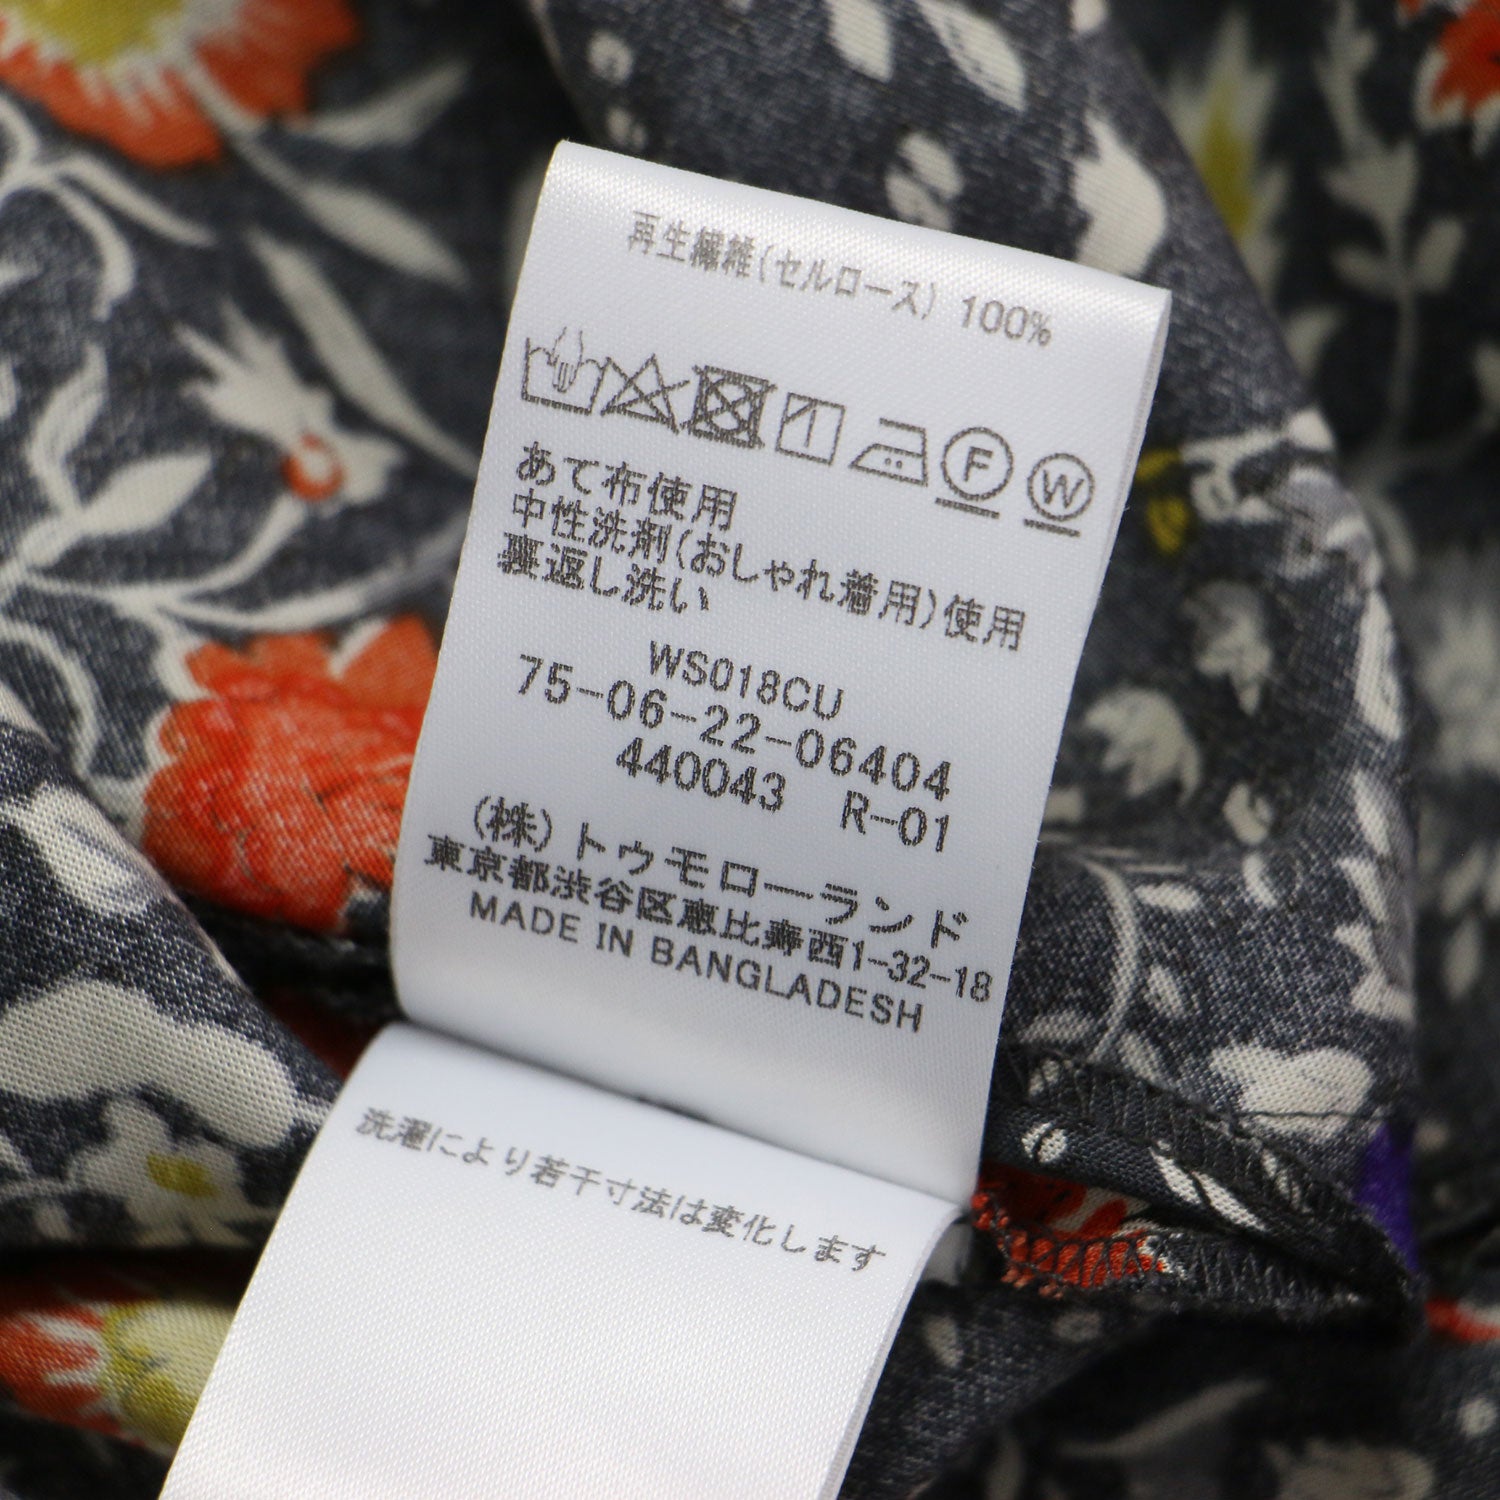 再生繊維(セルロース) 100%
F W
あて布使用
中性洗剤(おしゃれ着用)使用
裏返し洗い
WS018CU
75-06-22-06404
440043 R-01
(株)トゥモローランド
東京都渋谷区恵比寿西1-32-18
MADE IN BANGLADESH
洗濯により若干寸法は変化します